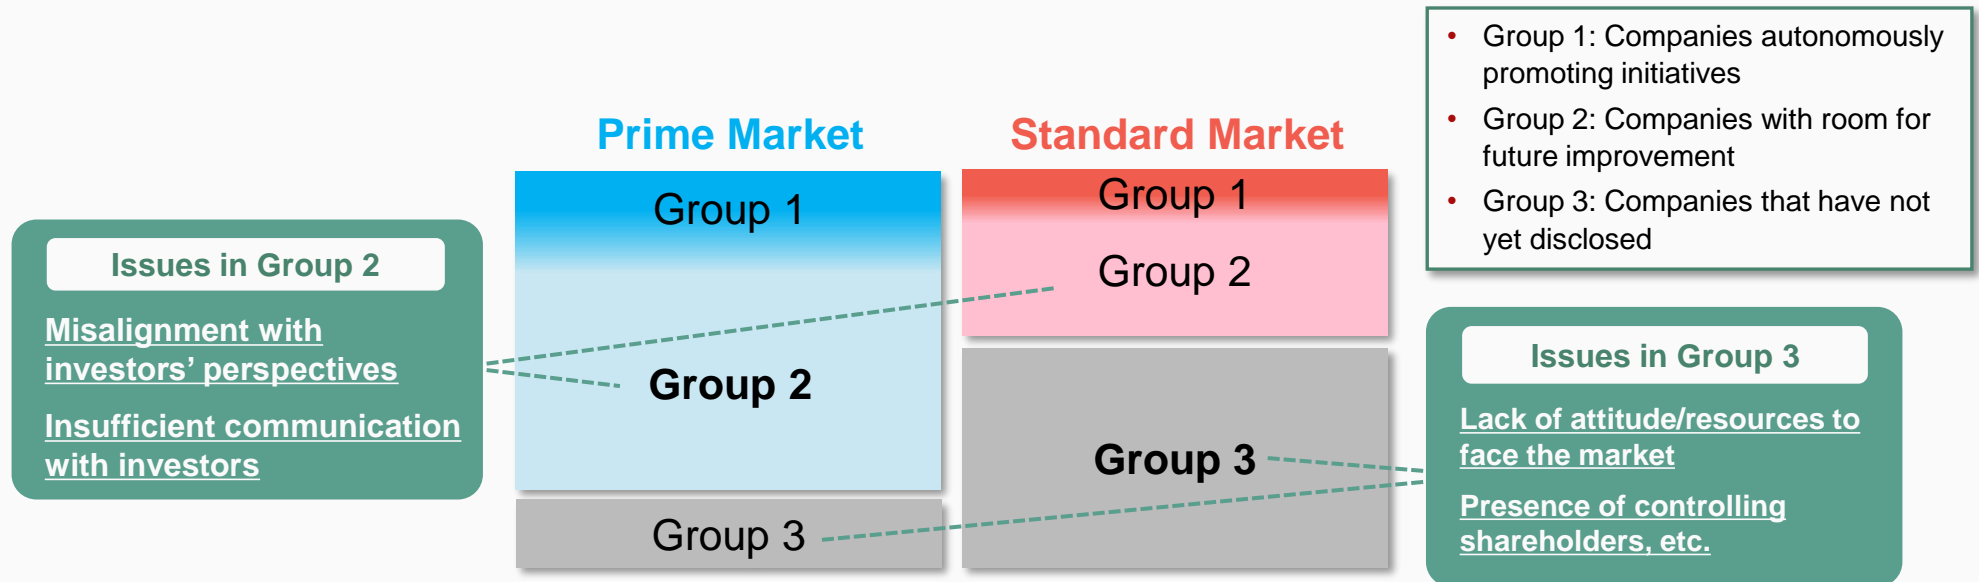 • Group 1: Companies autonomously
promoting initiatives
• Group 2: Companies with room for
future improvement
• Group 3: Companies that have not
yet disclosed
Prime Market
Standard Market
Group 1
Group 2
Group 3
Group 1
Group 2
Group 3
Issues in Group 2
Misalignment with
investors’ perspectives
Insufficient communication
with investors
Issues in Group 3
Lack of attitude/resources to
face the market
Presence of controlling
shareholders, etc.